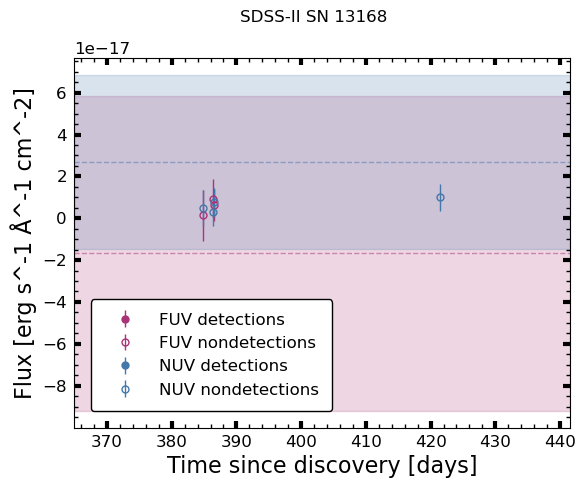 SDSS-II SN 13168
1e−17
6
4
2
0
−2
−4
−6
−8
Flux [erg s^-1 Å^-1 cm^-2]
FUV detections
FUV nondetections
NUV detections
NUV nondetections
370 380 390 400 410 420 430 440
Time since discovery [days]